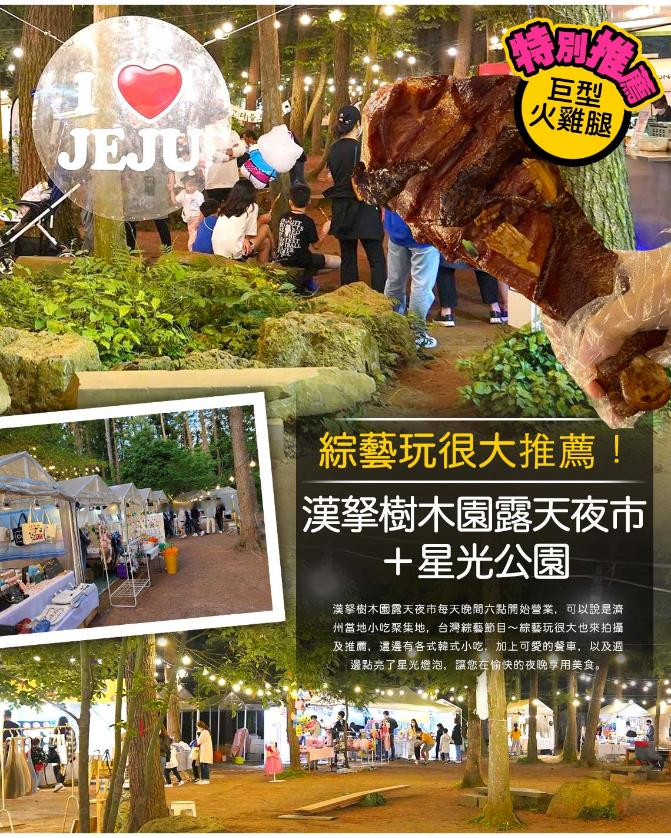 I ❤ JEJU
特別推薦
巨型
火雞腿
綜藝玩很大推薦！
漢拏樹木園露天夜市
＋星光公園
漢拏樹木園露天夜市每天晚間六點開始營業，可以說是濟
州當地小吃聚集地，台灣綜藝節目～綜藝玩很大也來拍攝
及推薦，這邊有各式韓式小吃，加上可愛的餐車，以及週
邊點亮了星光燈泡，讓您在愉快的夜晚享用美食。